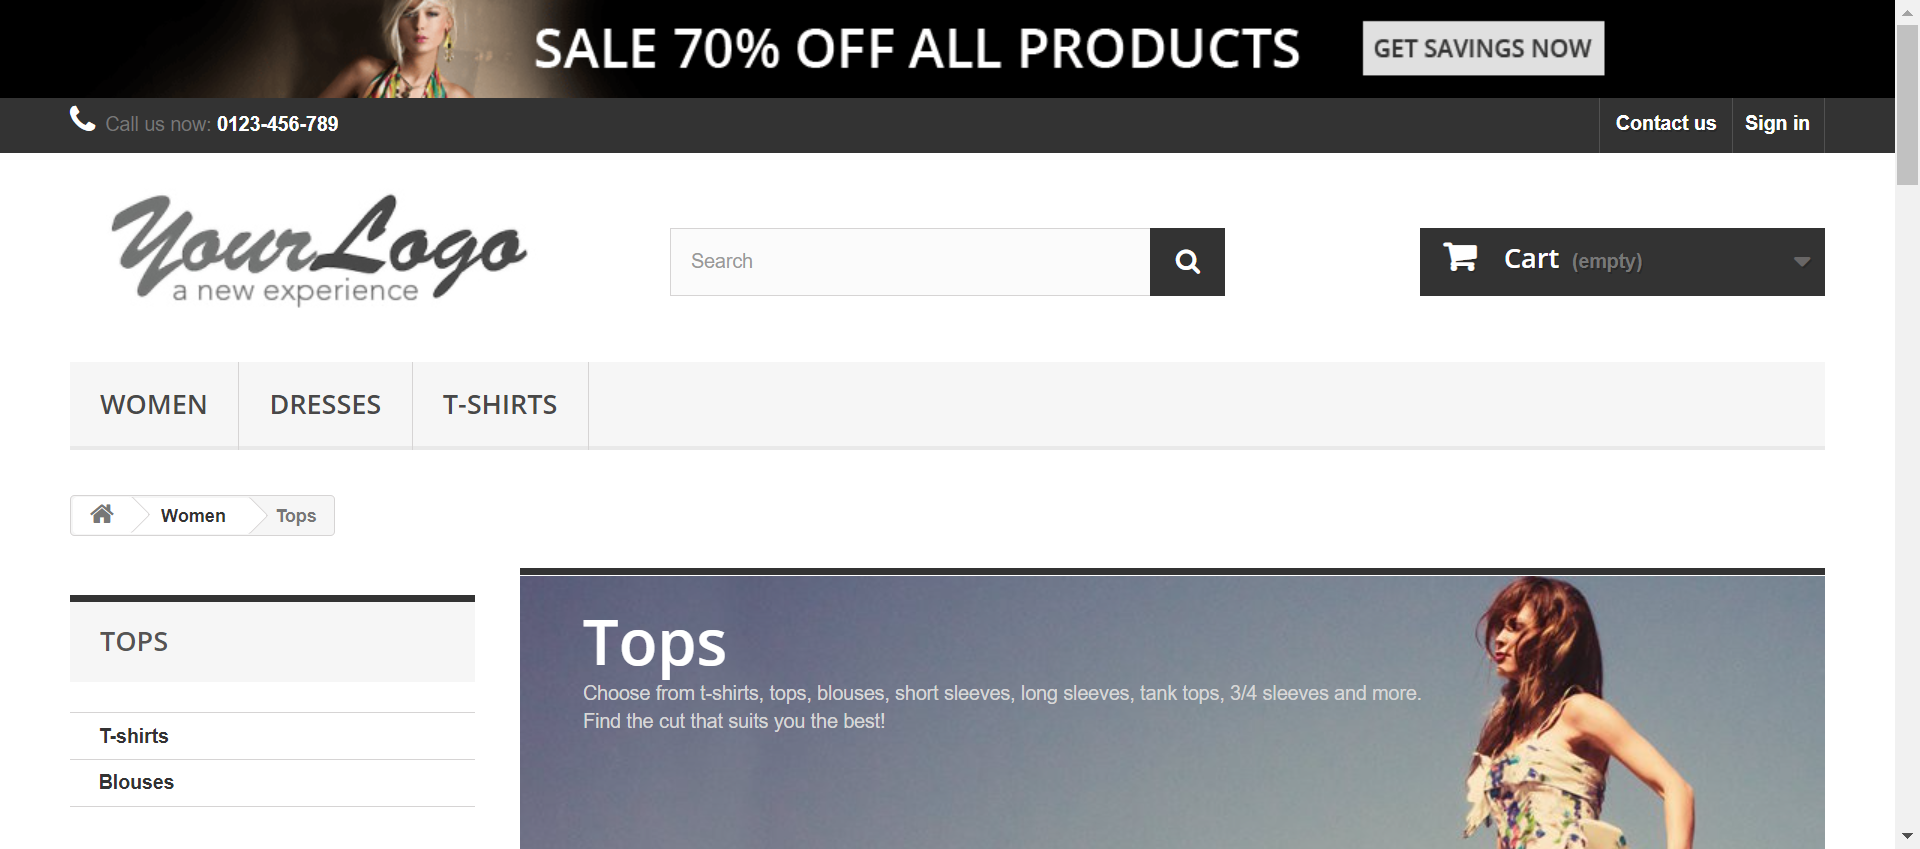 SALE 70% OFF ALL PRODUCTS GET SAVINGS NOW
Call us now: 0123-456-789 Contact us Sign in
YourLogo
a new experience
Search
Cart (empty)
WOMEN DRESSES T-SHIRTS
Women Tops
TOPS
T-shirts
Blouses
Tops
Choose from t-shirts, tops, blouses, short sleeves, long sleeves, tank tops, 3/4 sleeves and more.
Find the cut that suits you the best!